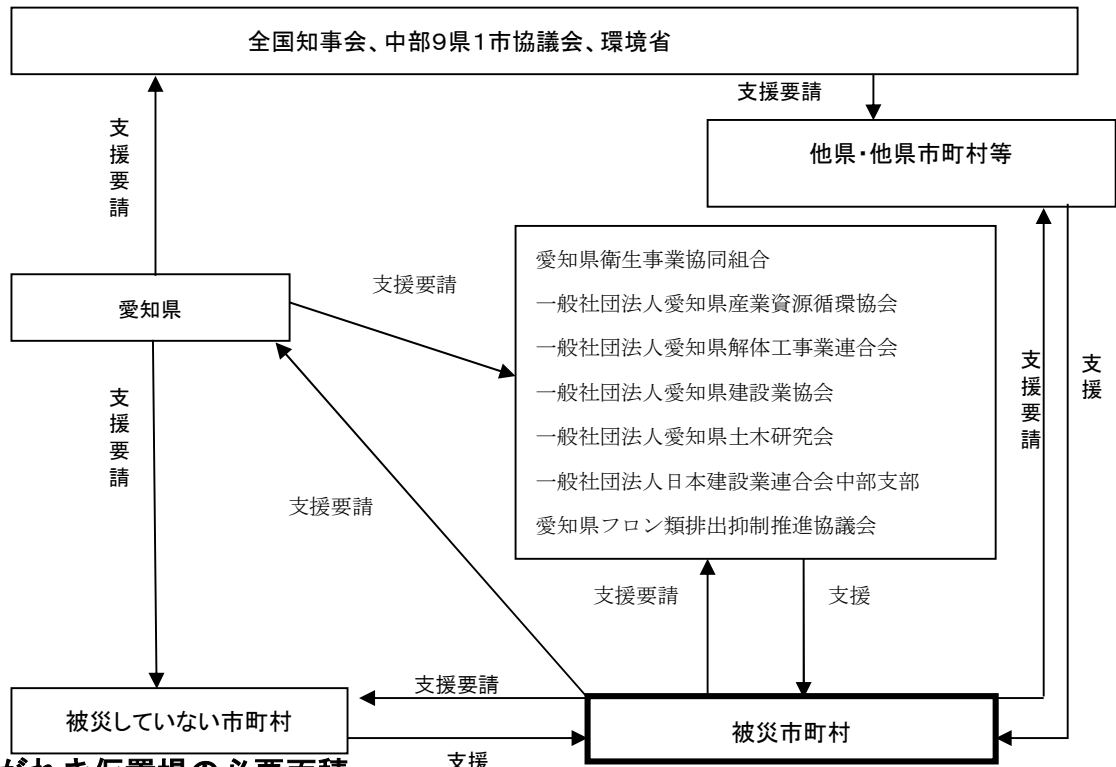 全国知事会、中部9県1市協議会、環境省
支援要請
支援要請
他県・他県市町村等
愛知県衛生事業協同組合
一般社団法人愛知県産業資源循環協会
一般社団法人愛知県解体工事業連合会
一般社団法人愛知県建設業協会
一般社団法人愛知県土木研究会
一般社団法人日本建設業連合会中部支部
愛知県フロン類排出抑制推進協議会
支援要請
愛知県
支援要請
支援要請
支援
支援要請
支援要請
支援
支援要請
被災していない市町村
被災市町村
支援